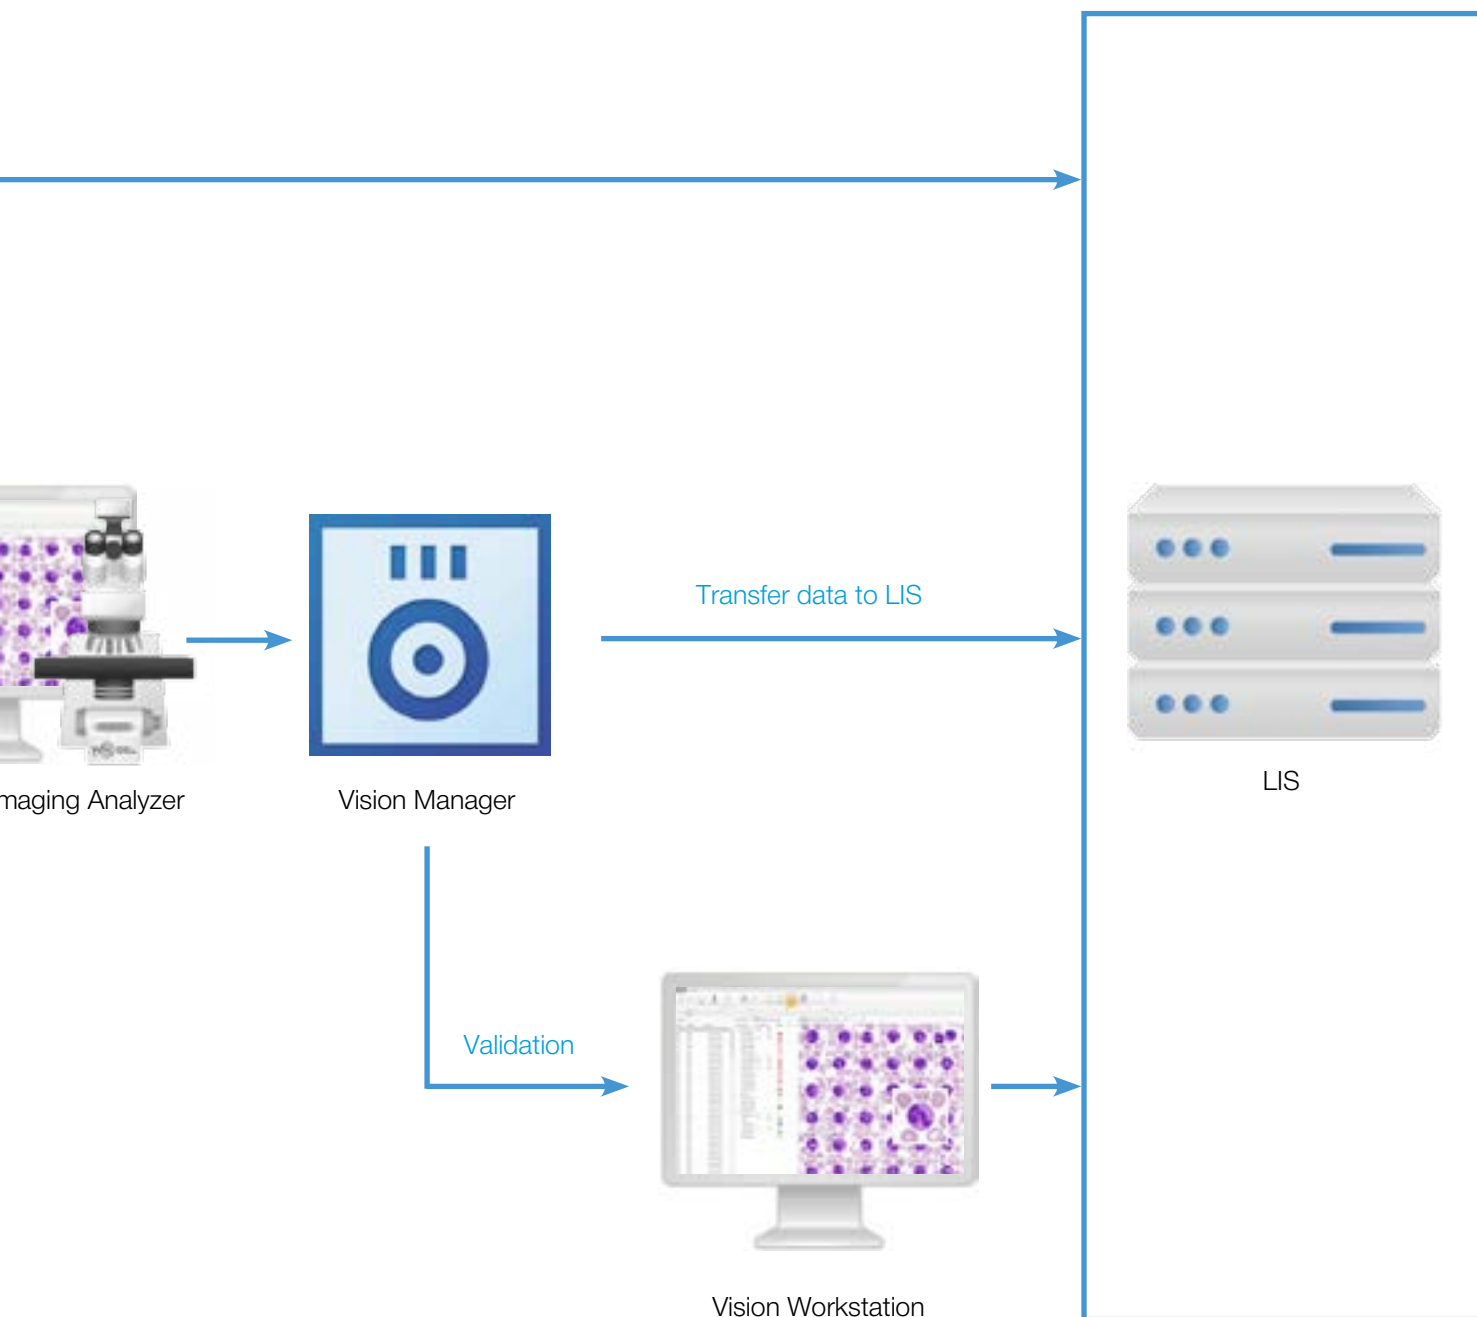 Transfer data to LIS
LIS
maging Analyzer
Vision Manager
Validation
Vision Workstation